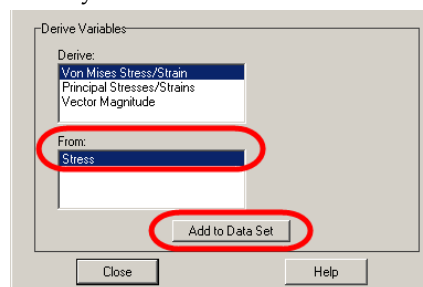 Derive Variables
Derive:
Von Mises Stress/Strain
Principal Stresses/Strains
Vector Magnitude
From:
Stress
Add to Data Set
Close Help